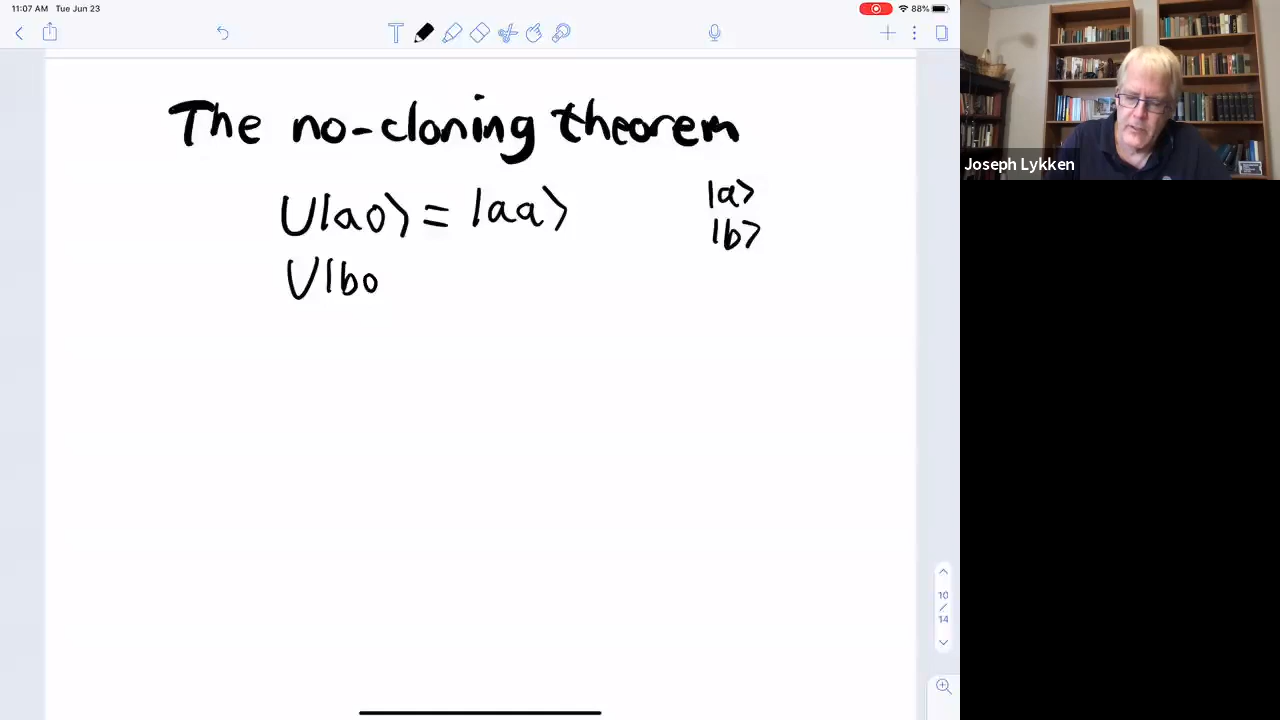 11:07 AM Tue Jun 23
88%
The no-cloning theorem
U|a0⟩ = |aa⟩
|a⟩
|b⟩
U|b0
Joseph Lykken
10
/
14